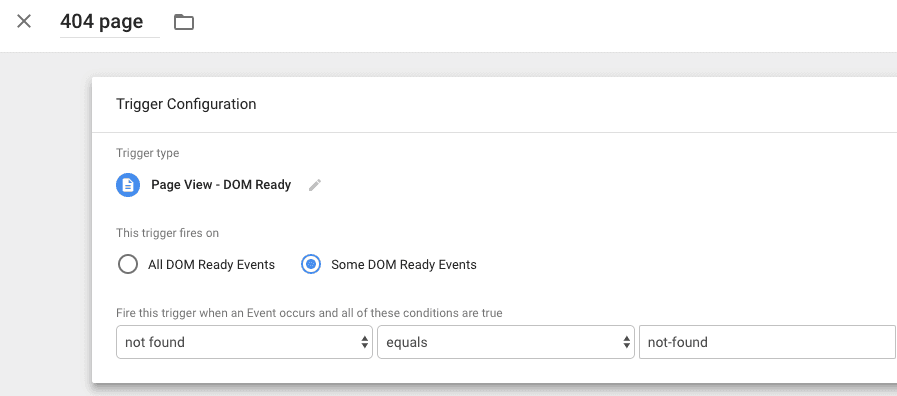 404 page
Trigger Configuration
Trigger type
Page View - DOM Ready
This trigger fires on
All DOM Ready Events Some DOM Ready Events
Fire this trigger when an Event occurs and all of these conditions are true
not found equals not-found